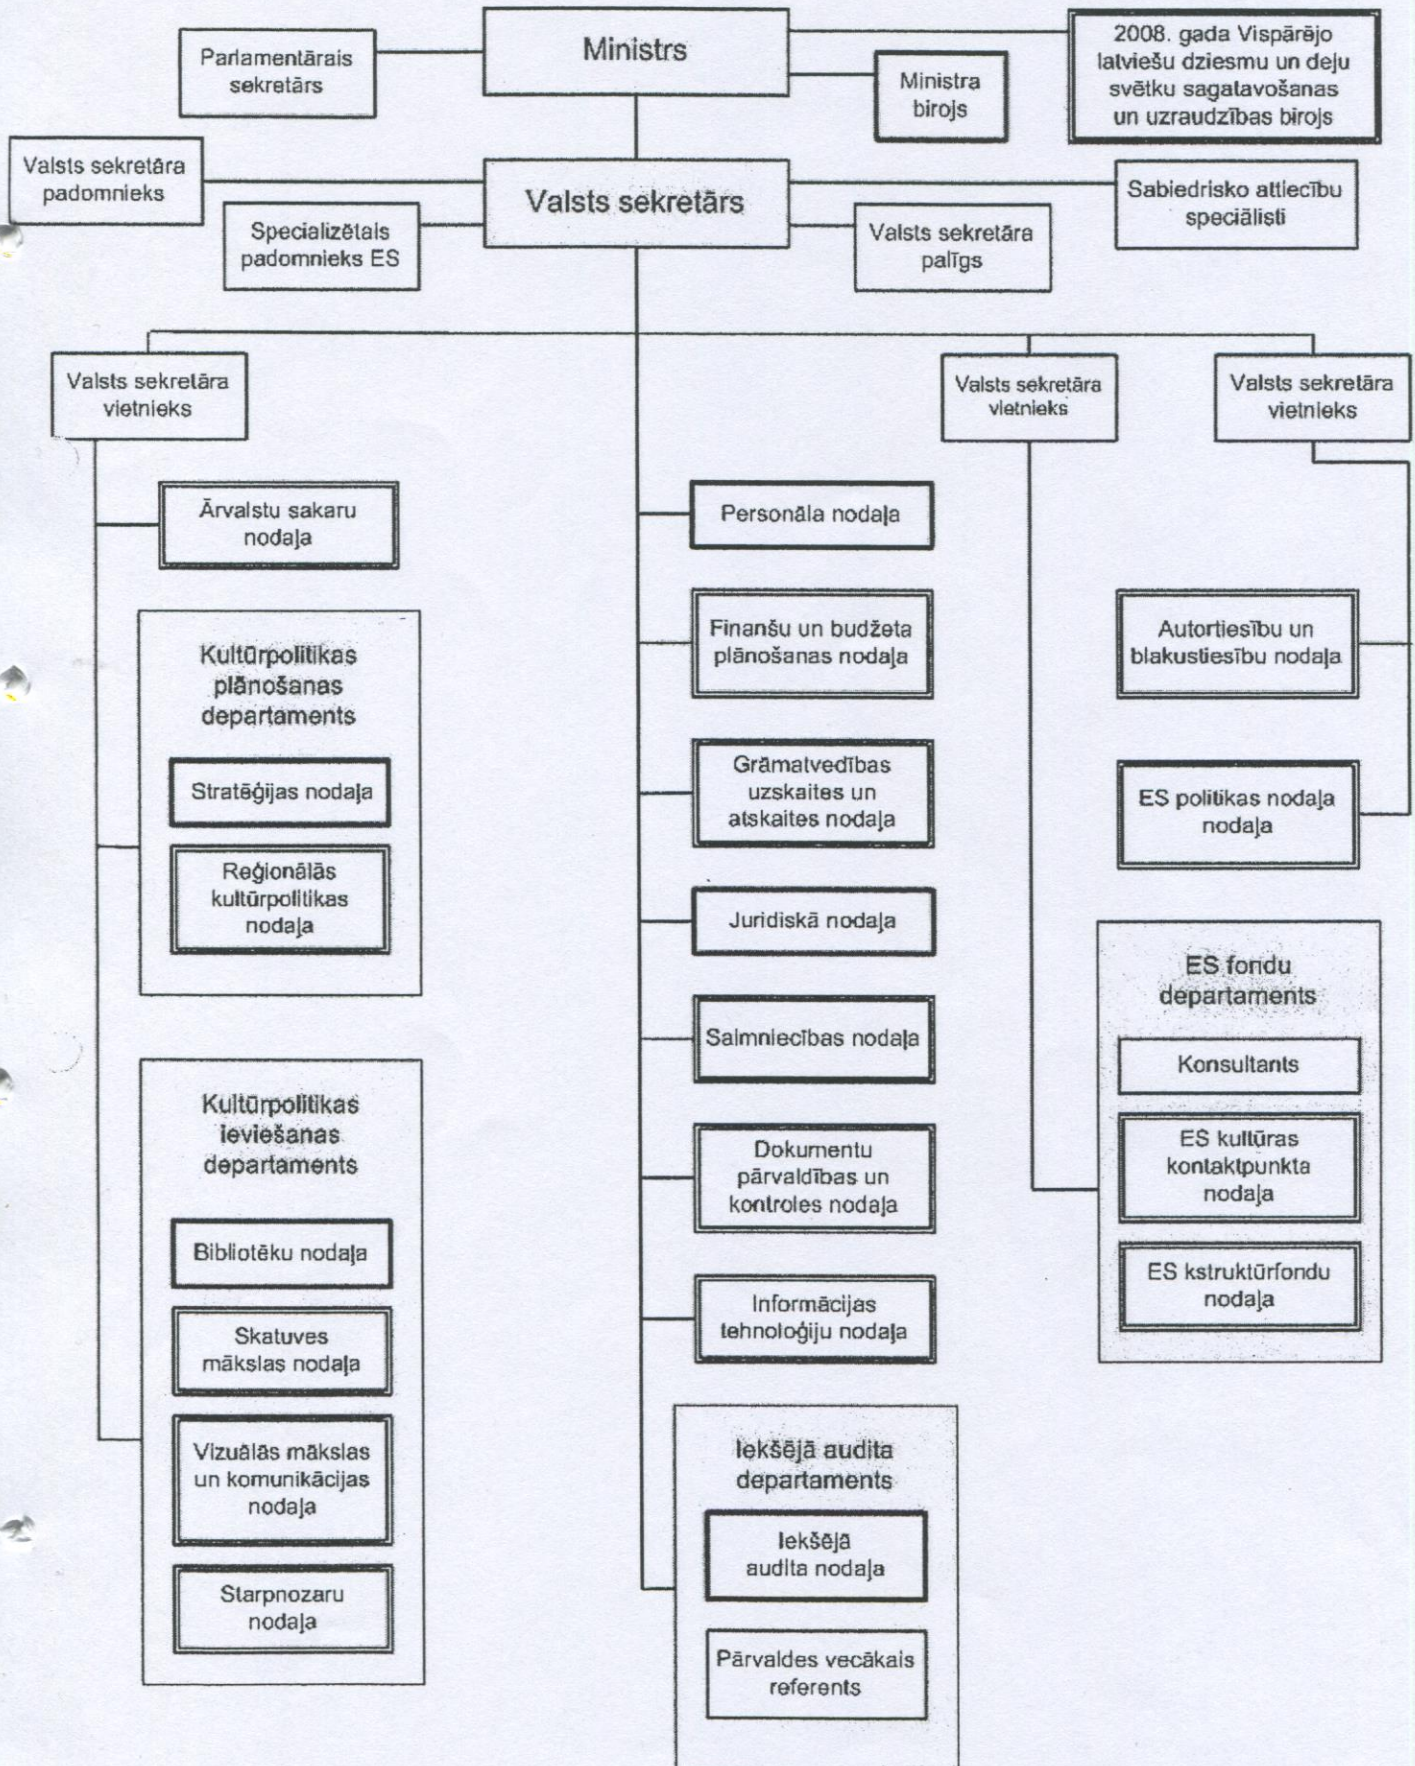 Ministrs
Parlamentārais
sekretārs
Ministra
birojs
2008. gada Vispārējo
latviešu dziesmu un deju
svētku sagatavošanas
un uzraudzības birojs
Valsts sekretārs
Valsts sekretāra
padomnieks
Specializētais
padomnieks ES
Valsts sekretāra
palīgs
Sabiedrisko attiecību
speciālisti
Valsts sekretāra
vietnieks
Ārvalstu sakaru
nodaļa
Kultūrpolitikas
plānošanas
departaments
Stratēģijas nodaļa
Reģionālās
kultūrpolitikas
nodaļa
Kultūrpolitikas
ieviešanas
departaments
Bibliotēku nodaļa
Skatuves
mākslas nodaļa
Vizuālās mākslas
un komunikācijas
nodaļa
Starpnozaru
nodaļa
Personāla nodaļa
Finanšu un budžeta
plānošanas nodaļa
Grāmatvedības
uzskaites un
atskaites nodaļa
Juridiskā nodaļa
Saimniecības nodaļa
Dokumentu
pārvaldības un
kontroles nodaļa
Informācijas
tehnoloģiju nodaļa
Iekšējā audita
departaments
Iekšējā
audita nodaļa
Pārvaldes vecākais
referents
Valsts sekretāra
vietnieks
Valsts sekretāra
vietnieks
Autortiesību un
blakustiesību nodaļa
ES politikas nodaļa
nodaļa
ES fondu
departaments
Konsultants
ES kultūras
kontaktpunkta
nodaļa
ES kstruktūrfondu
nodaļa